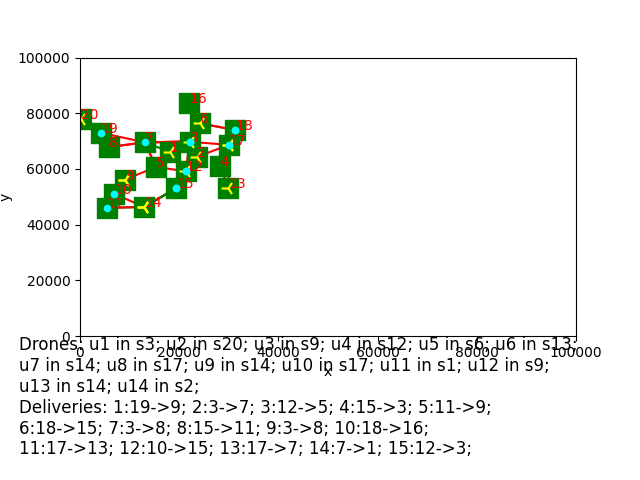 100000
80000
60000
40000
20000
0
y
0 20000 40000 60000 80000 100000
x
16
18
19
Drones: u1 in s3; u2 in s20; u3 in s9; u4 in s12; u5 in s6; u6 in s13;
u7 in s14; u8 in s17; u9 in s14; u10 in s17; u11 in s1; u12 in s9;
u13 in s14; u14 in s2;
Deliveries: 1:19->9; 2:3->7; 3:12->5; 4:15->3; 5:11->9;
6:18->15; 7:3->8; 8:15->11; 9:3->8; 10:18->16;
11:17->13; 12:10->15; 13:17->7; 14:7->1; 15:12->3;